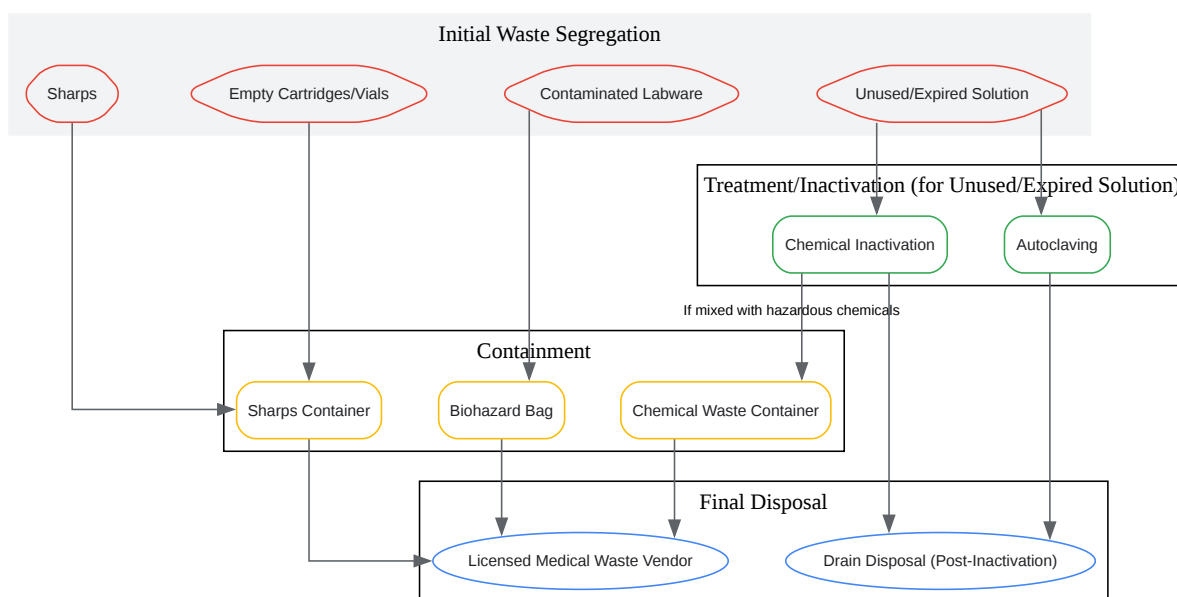 Initial Waste Segregation
Sharps
Empty Cartridges/Vials
Contaminated Labware
Unused/Expired Solution
Treatment/Inactivation (for Unused/Expired Solution)
Chemical Inactivation
Autoclaving
If mixed with hazardous chemicals
Containment
Sharps Container
Biohazard Bag
Chemical Waste Container
Final Disposal
Licensed Medical Waste Vendor
Drain Disposal (Post-Inactivation)